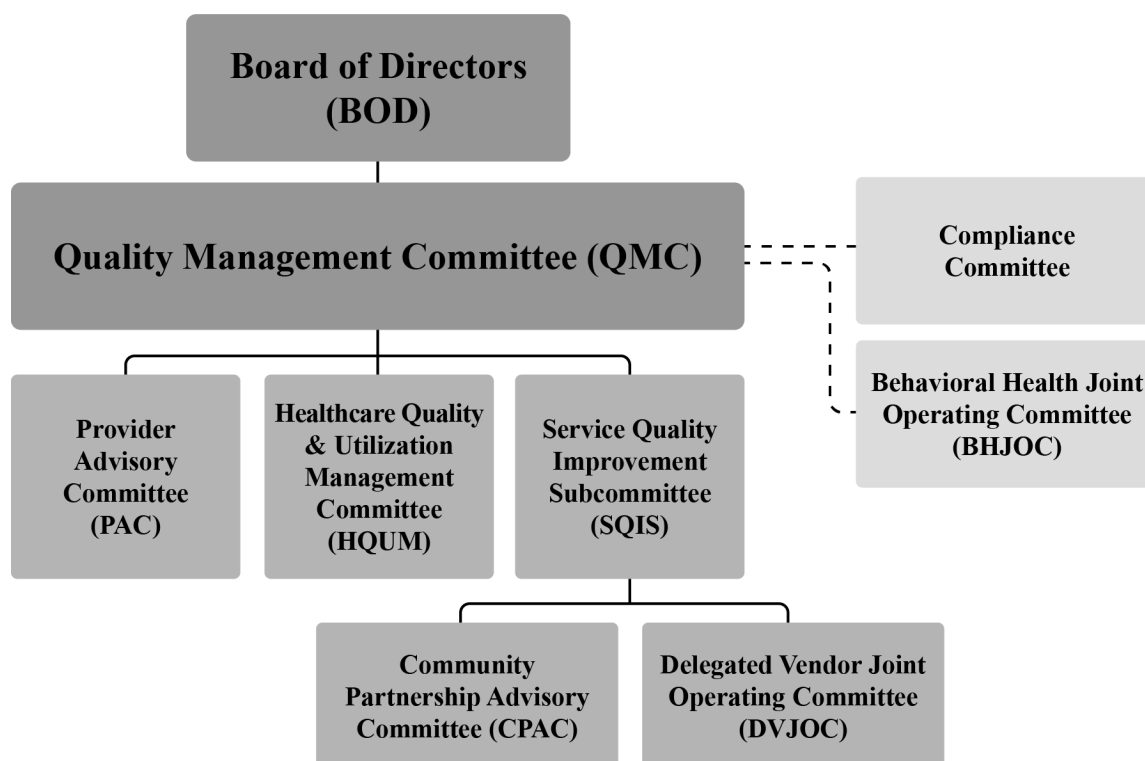 Board of Directors
(BOD)
Quality Management Committee (QMC)
Compliance
Committee
Behavioral Health Joint
Operating Committee
(BHJOC)
Provider
Advisory
Committee
(PAC)
Healthcare Quality
& Utilization
Management
Committee
(HQUM)
Service Quality
Improvement
Subcommittee
(SQIS)
Community
Partnership Advisory
Committee (CPAC)
Delegated Vendor Joint
Operating Committee
(DVJOC)